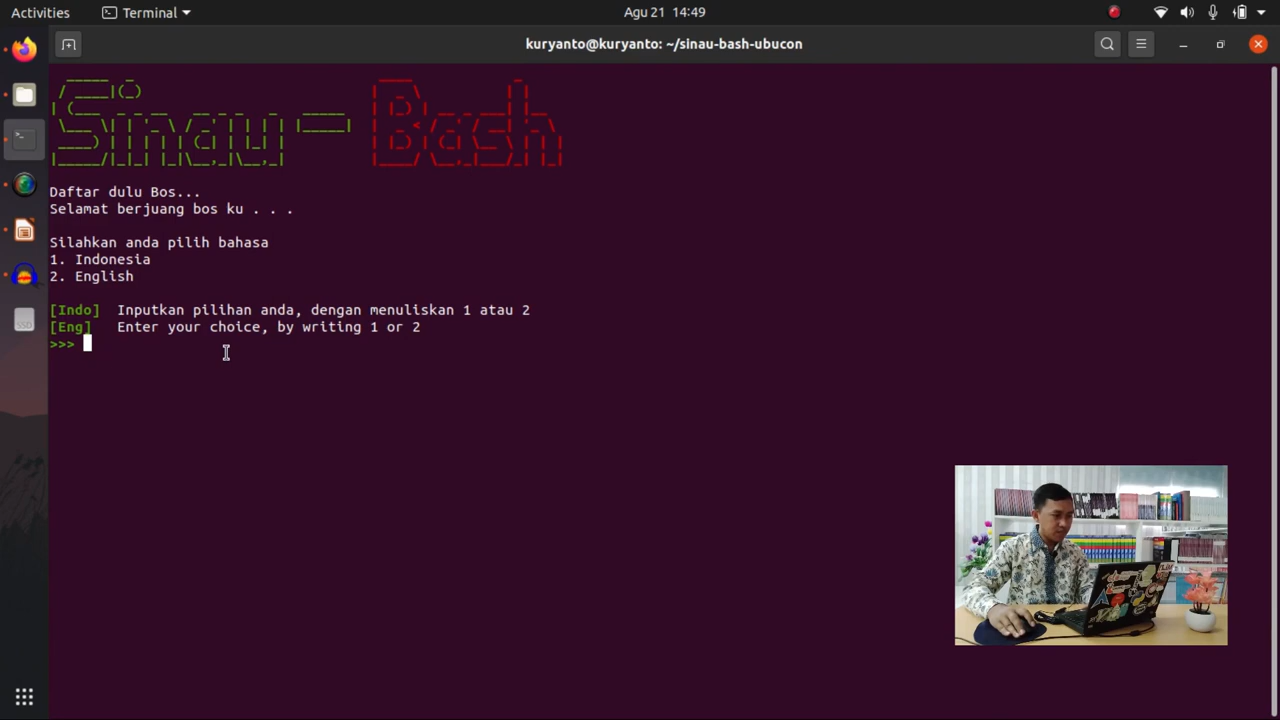 Activities
Terminal
Agu 21 14:49
kuryanto@kuryanto: ~/sinau-bash-ubucon
Sinau - Bash
Daftar dulu Bos...
Selamat berjuang bos ku . . .
Silahkan anda pilih bahasa
1. Indonesia
2. English
[Indo] Inputkan pilihan anda, dengan menuliskan 1 atau 2
[Eng] Enter your choice, by writing 1 or 2
>>>
SSD